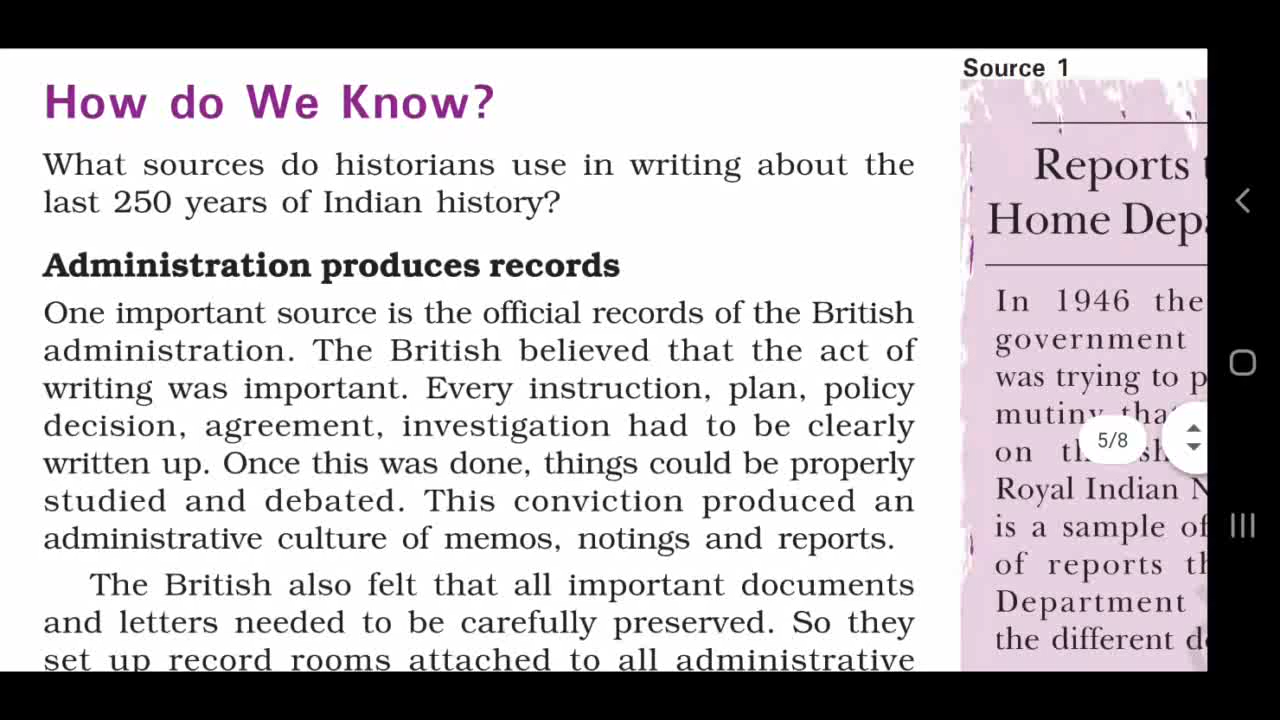 How do We Know?
What sources do historians use in writing about the
last 250 years of Indian history?
Administration produces records
One important source is the official records of the British
administration. The British believed that the act of
writing was important. Every instruction, plan, policy
decision, agreement, investigation had to be clearly
written up. Once this was done, things could be properly
studied and debated. This conviction produced an
administrative culture of memos, notings and reports.
The British also felt that all important documents
and letters needed to be carefully preserved. So they
set up record rooms attached to all administrative
Source 1
Reports
Home
In 1946 the
government
was trying to
mutiny
on
Royal Indian
is a sample of
of reports
Department
the different
5/8